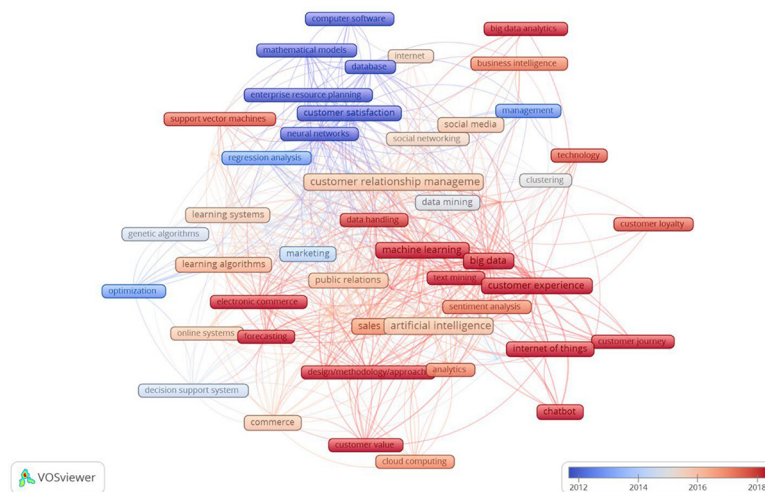 computer software
big data analytics
mathematical models
internet
database
business intelligence
enterprise resource planning
customer satisfaction
management
support vector machines
social media
neural networks
social networking
regression analysis
technology
customer relationship manageme
clustering
data mining
learning systems
data handling
customer loyalty
genetic algorithms
marketing
machine learning
big data
learning algorithms
public relations
text mining
customer experience
optimization
electronic commerce
sentiment analysis
sales
artificial intelligence
online systems
forecasting
customer journey
internet of things
design/methodology/approach
analytics
decision support system
chatbot
commerce
customer value
cloud computing
VOSviewer
2012 2014 2016 2018